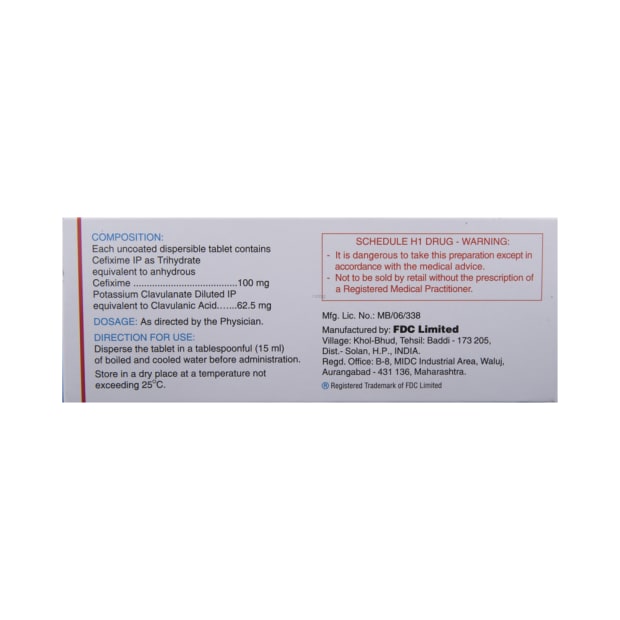 COMPOSITION:
Each uncoated dispersible tablet contains
Cefixime IP as Trihydrate
equivalent to anhydrous
Cefixime .......................................100 mg
Potassium Clavulanate Diluted IP
equivalent to Clavulanic Acid.......62.5 mg
DOSAGE: As directed by the Physician.
DIRECTION FOR USE:
Disperse the tablet in a tablespoonful (15 ml)
of boiled and cooled water before administration.
Store in a dry place at a temperature not
exceeding 25°C.
SCHEDULE H1 DRUG - WARNING:
- It is dangerous to take this preparation except in
accordance with the medical advice.
- Not to be sold by retail without the prescription of
a Registered Medical Practitioner.
Mfg. Lic. No.: MB/06/338
Manufactured by: FDC Limited
Village: Khol-Bhud, Tehsil: Baddi - 173 205,
Dist.- Solan, H.P., INDIA.
Regd. Office: B-8, MIDC Industrial Area, Waluj,
Aurangabad - 431 136, Maharashtra.
® Registered Trademark of FDC Limited